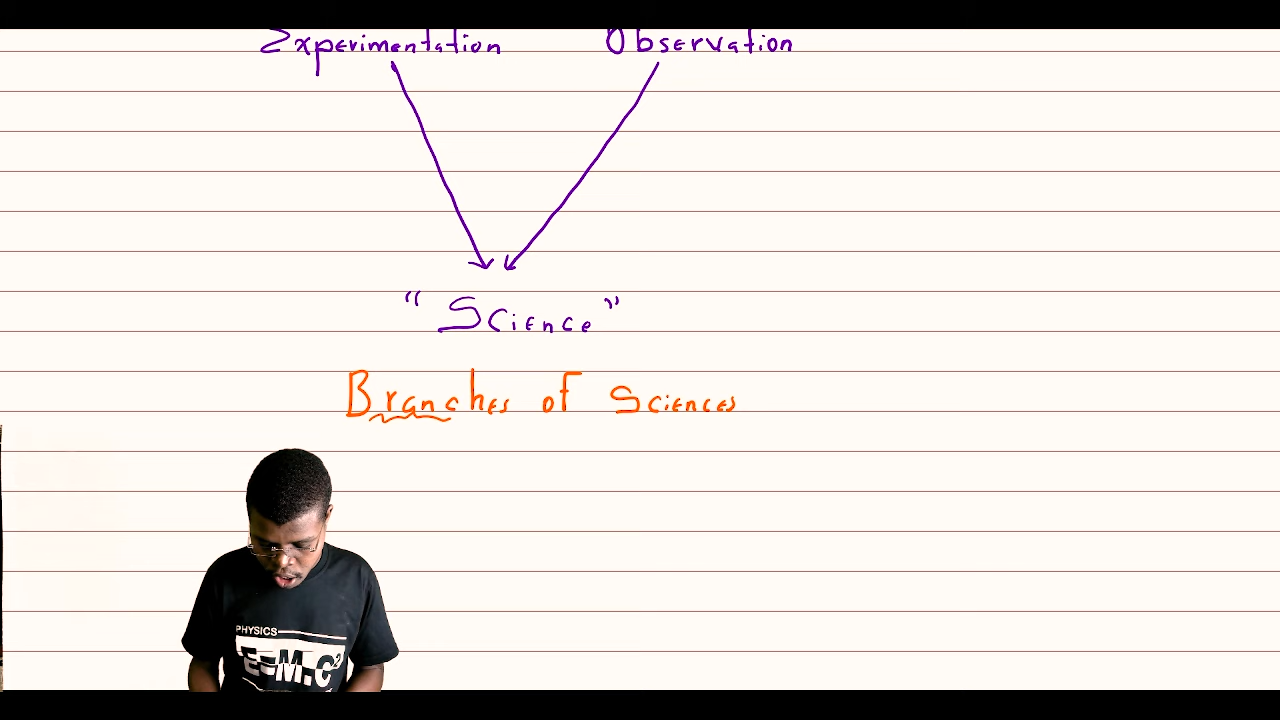 Experimentation Observation
"Science"
Branches of Sciences
PHYSICS
E=M.C²